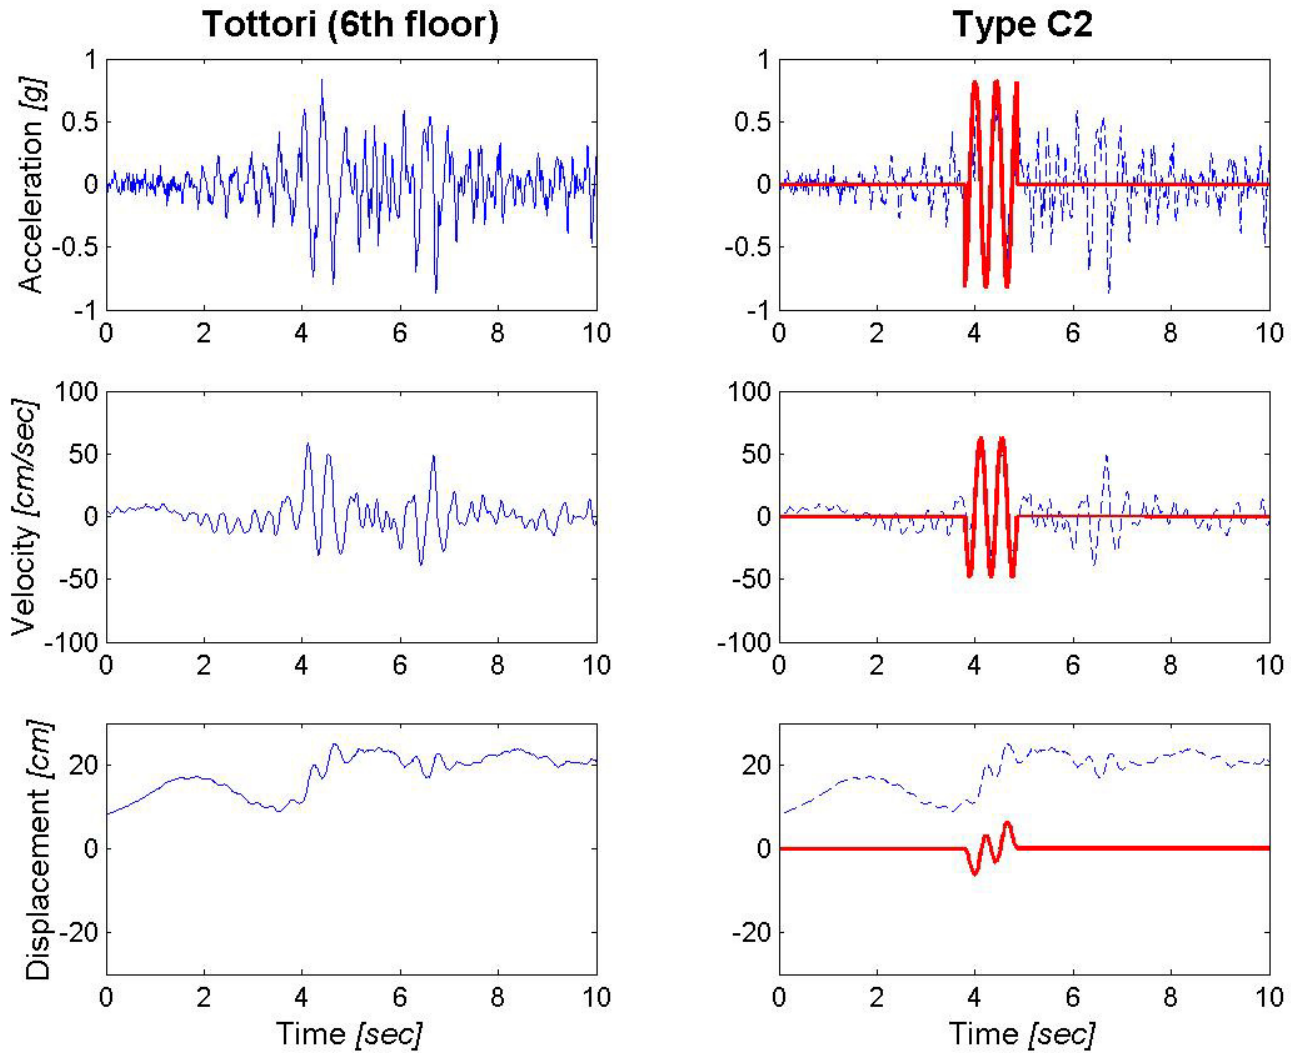 Tottori (6th floor)
Type C2
Acceleration [g]
1
0.5
0
-0.5
-1
0 2 4 6 8 10
1
0.5
0
-0.5
-1
0 2 4 6 8 10
Velocity [cm/sec]
100
50
0
-50
-100
0 2 4 6 8 10
100
50
0
-50
-100
0 2 4 6 8 10
Displacement [cm]
20
0
-20
0 2 4 6 8 10
Time [sec]
20
0
-20
0 2 4 6 8 10
Time [sec]